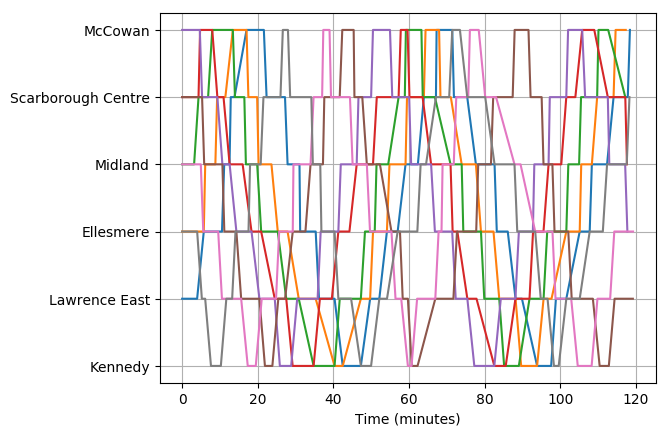 McCowan
Scarborough Centre
Midland
Ellesmere
Lawrence East
Kennedy
0 20 40 60 80 100 120
Time (minutes)